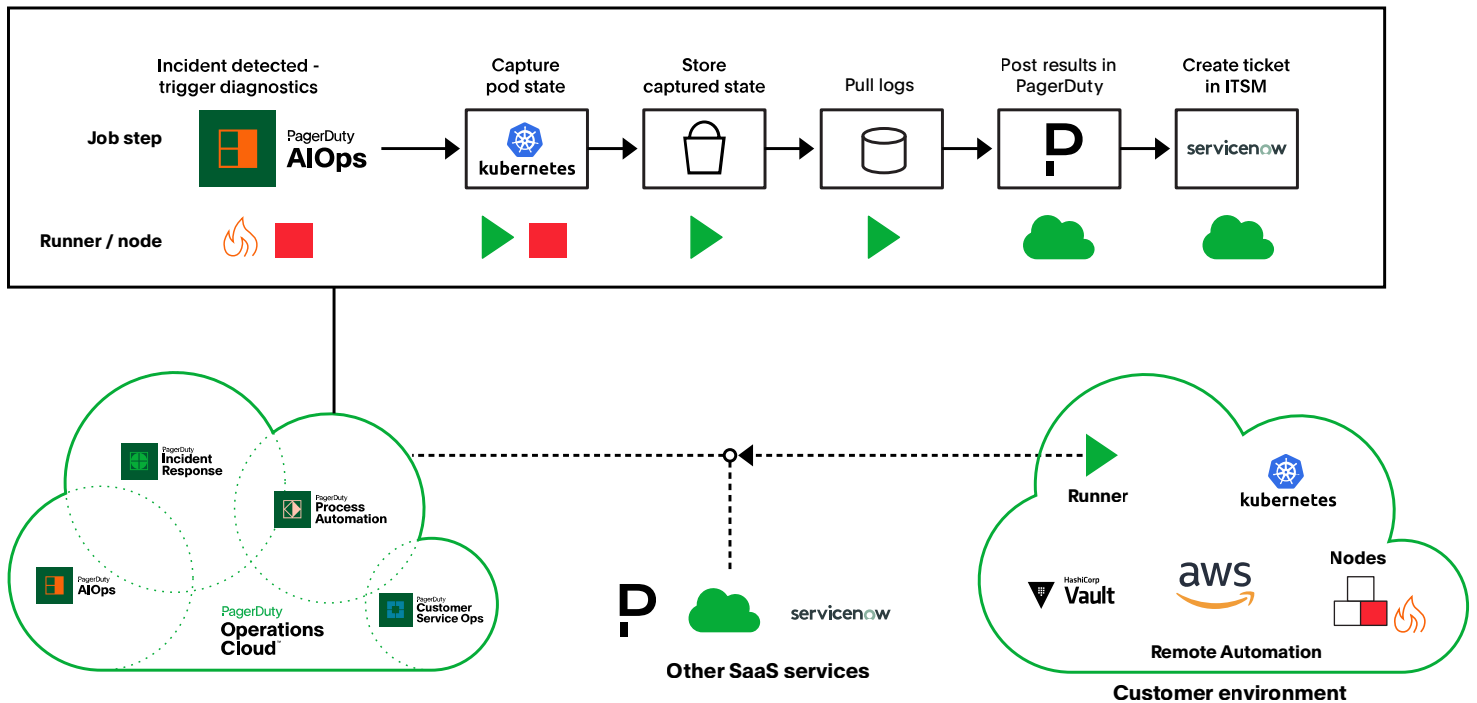 Incident detected -
trigger diagnostics
Capture
pod state
Store
captured state
Pull logs
Post results in
PagerDuty
Create ticket
in ITSM
Job step
PagerDuty
AIOps
kubernetes
P
servicenow
Runner / node
PagerDuty
Incident
Response
PagerDuty
Process
Automation
PagerDuty
AIOps
PagerDuty
Customer
Service Ops
PagerDuty
Operations
Cloud™
P
servicenow
Other SaaS services
Runner
kubernetes
HashiCorp
Vault
aws
Nodes
Remote Automation
Customer environment